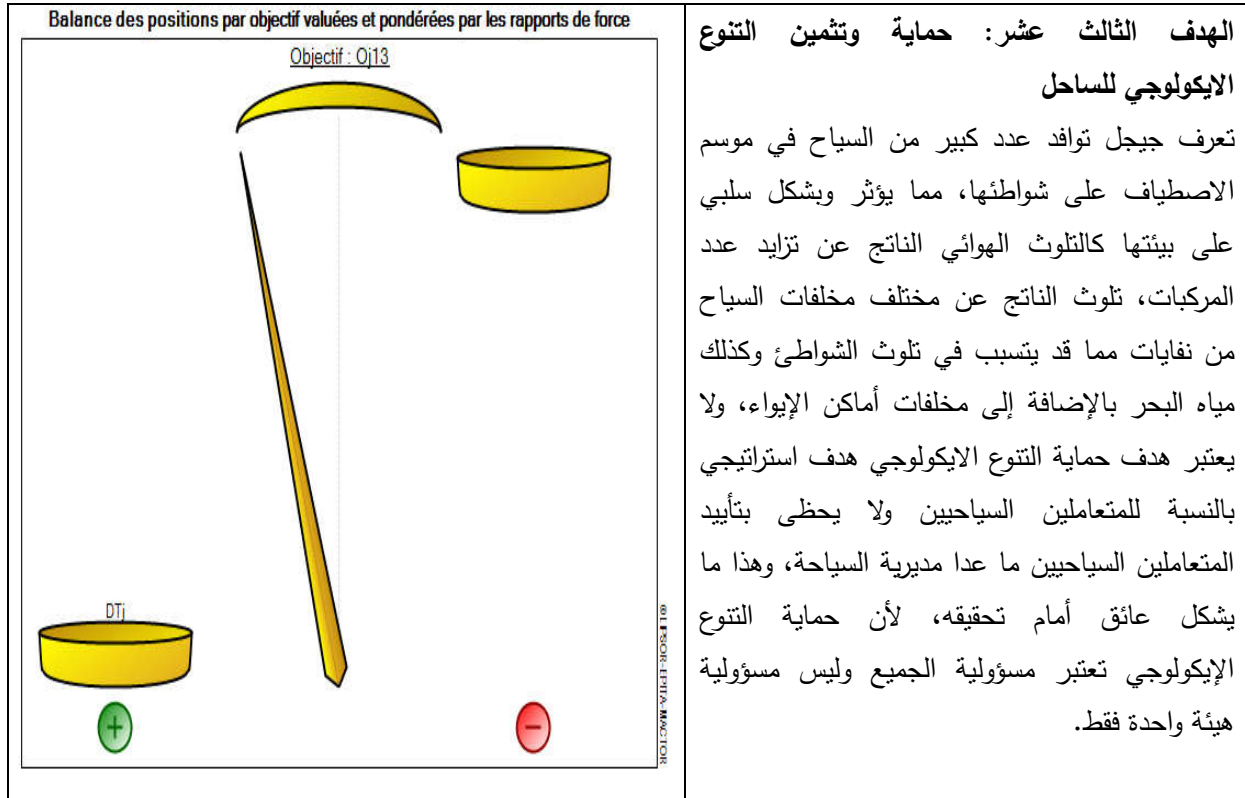 Balance des positions par objectif valuées et pondérées par les rapports de force
Objectif : Oj13
DTj
+
−
©LIPSOR-EPITA-MACTOR
الهدف الثالث عشر: حماية وتثمين التنوع
الايكولوجي للساحل
تعرف جيجل توافد عدد كبير من السياح في موسم
الاصطياف على شواطئها، مما يؤثر وبشكل سلبي
على بيئتها كالتلوث الهوائي الناتج عن تزايد عدد
المركبات، تلوث الناتج عن مختلف مخلفات السياح
من نفايات مما قد يتسبب في تلوث الشواطئ وكذلك
مياه البحر بالإضافة إلى مخلفات أماكن الإيواء، ولا
يعتبر هدف حماية التنوع الايكولوجي هدف استراتيجي
بالنسبة للمتعاملين السياحيين ولا يحظى بتأييد
المتعاملين السياحيين ما عدا مديرية السياحة، وهذا ما
يشكل عائق أمام تحقيقه، لأن حماية التنوع
الإيكولوجي تعتبر مسؤولية الجميع وليس مسؤولية
هيئة واحدة فقط.